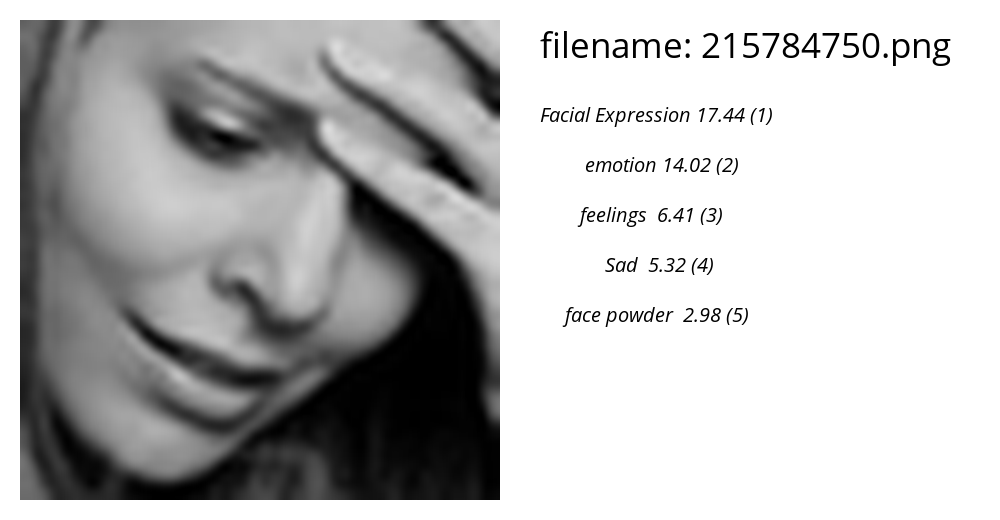 filename: 215784750.png
Facial Expression 17.44 (1)
emotion 14.02 (2)
feelings 6.41 (3)
Sad 5.32 (4)
face powder 2.98 (5)